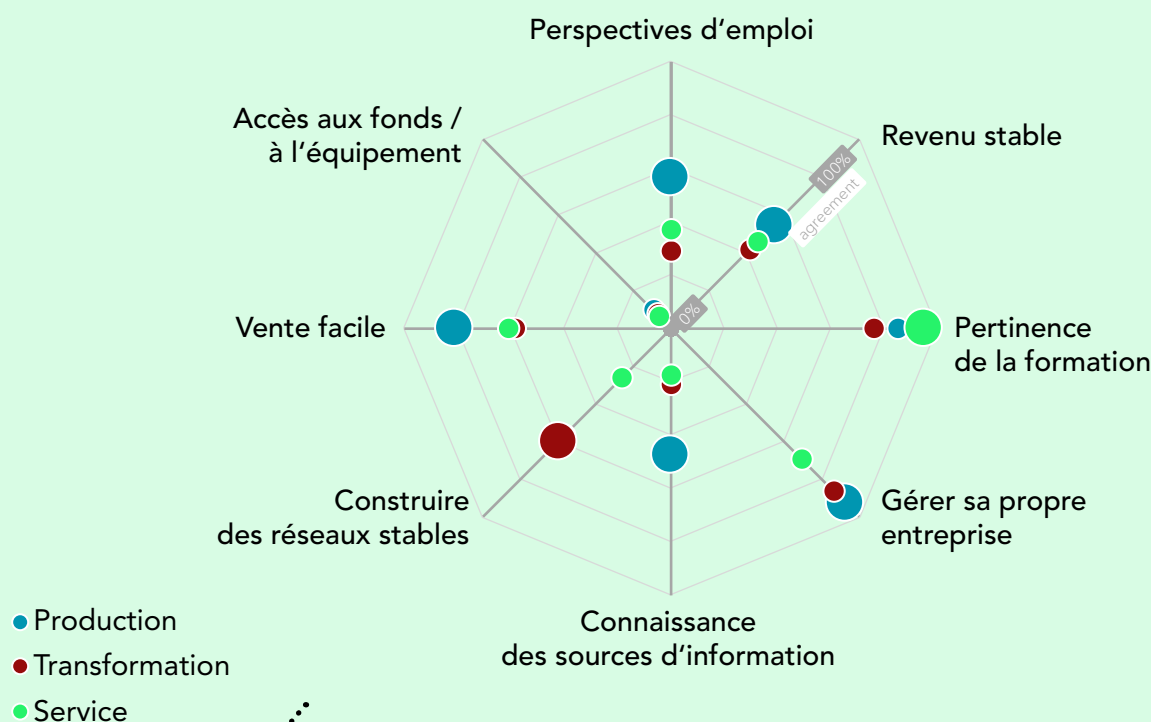 Perspectives d'emploi
Accès aux fonds /
à l'équipement
Revenu stable
100%
agreement
0%
Vente facile
Pertinence
de la formation
Construire
des réseaux stables
Gérer sa propre
entreprise
Connaissance
des sources d'information
Production
Transformation
Service